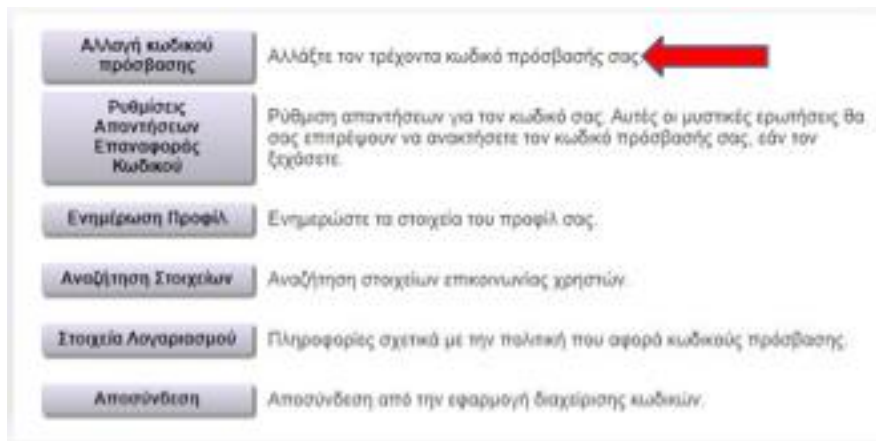 Αλλαγή κωδικού
πρόσβασης
Αλλάξτε τον τρέχοντα κωδικό πρόσβασής σας
Ρυθμίσεις
Απαντήσεων
Επαναφοράς
Κωδικού
Ρύθμιση απαντήσεων για τον κωδικό σας. Αυτές οι μυστικές ερωτήσεις θα
σας επιτρέψουν να ανακτήσετε τον κωδικό πρόσβασής σας, εάν τον
ξεχάσετε.
Ενημέρωση Προφίλ
Ενημερώστε τα στοιχεία του προφίλ σας.
Αναζήτηση Στοιχείων
Αναζήτηση στοιχείων επικοινωνίας χρηστών.
Στοιχεία Λογαριασμού
Πληροφορίες σχετικά με την πολιτική που αφορά κωδικούς πρόσβασης.
Αποσύνδεση
Αποσύνδεση από την εφαρμογή διαχείρισης κωδικών.